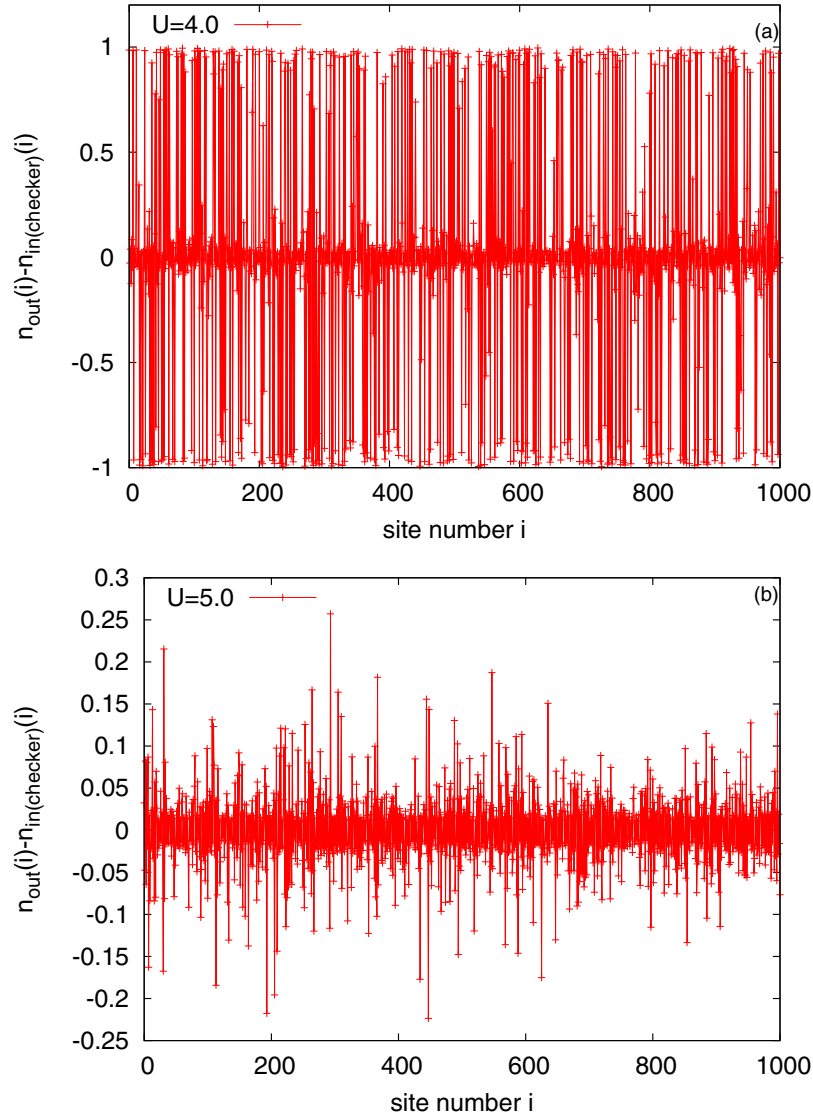 U=4.0
(a)
1
0.5
0
-0.5
-1
n_out(i)-n_in(checker)(i)
0 200 400 600 800 1000
site number i
U=5.0
(b)
0.3
0.25
0.2
0.15
0.1
0.05
0
-0.05
-0.1
-0.15
-0.2
-0.25
n_out(i)-n_in(checker)(i)
0 200 400 600 800 1000
site number i